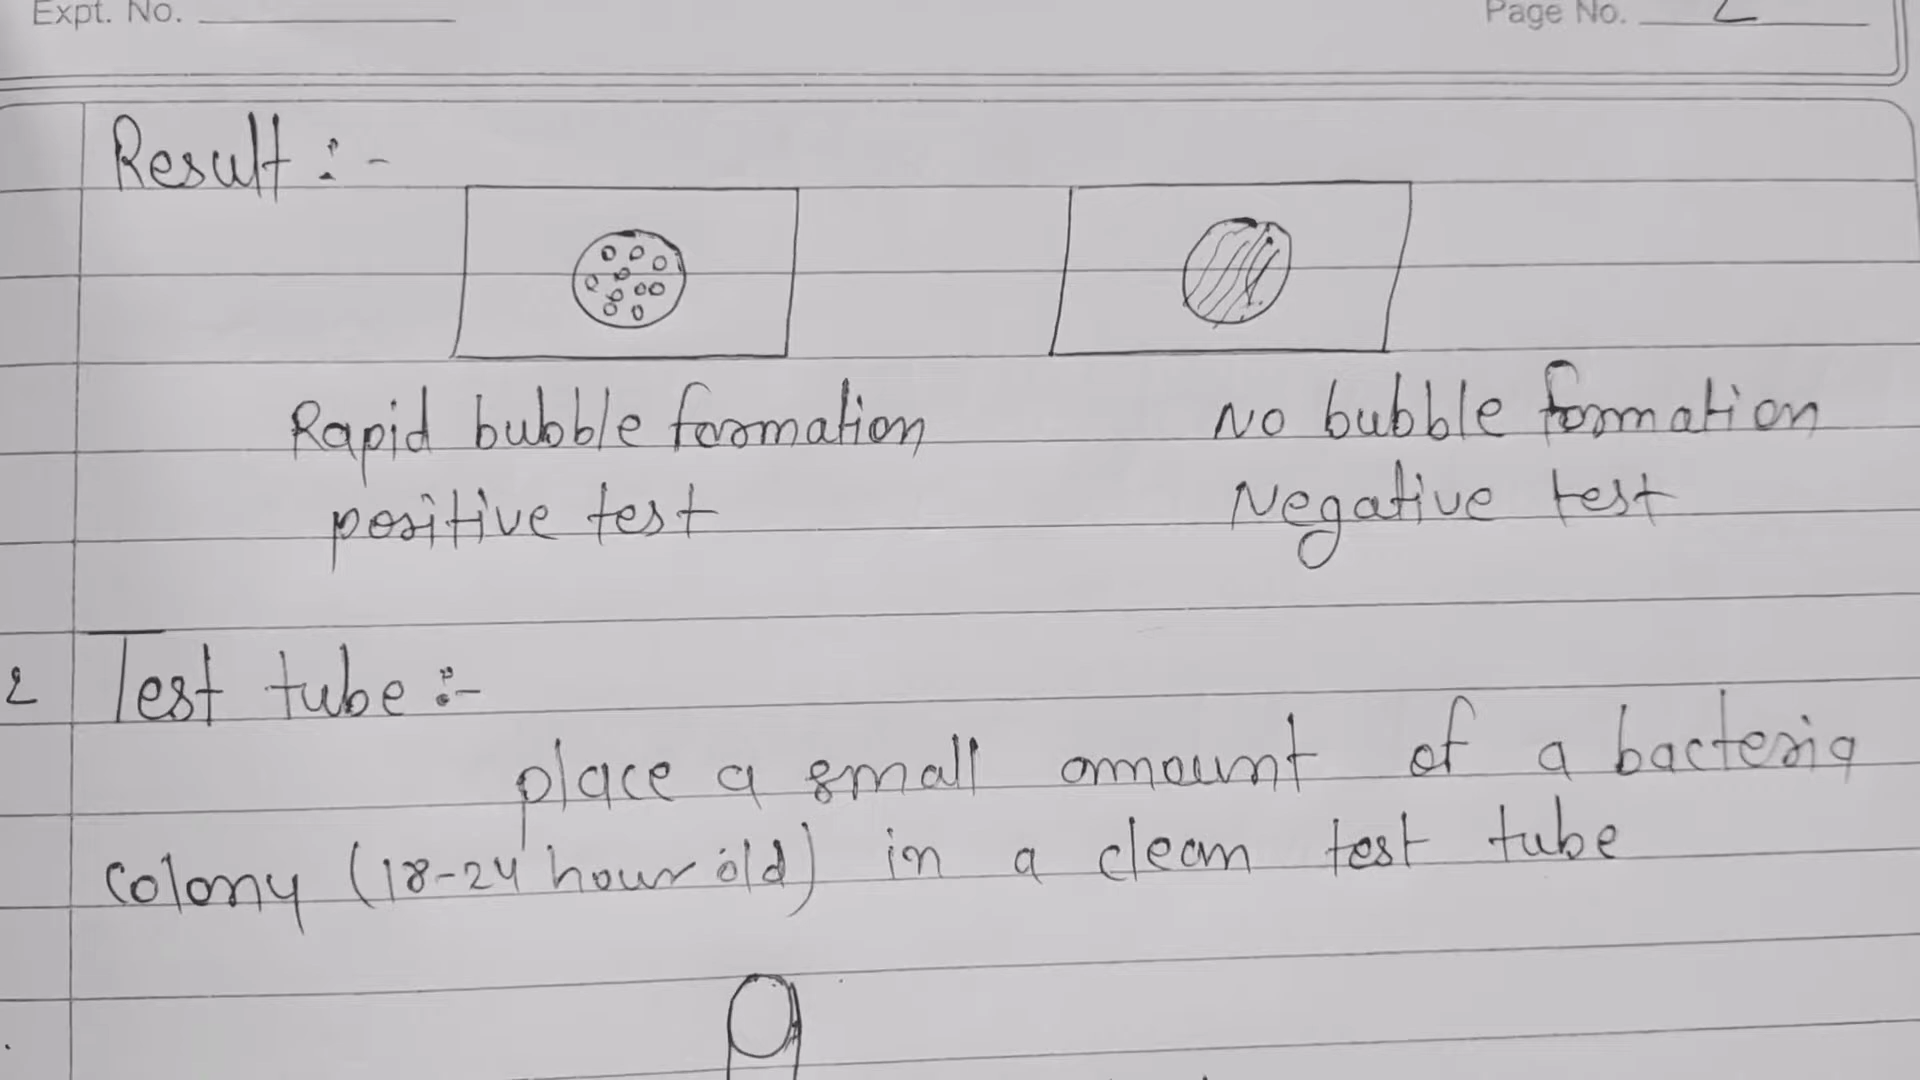 Expt. No.
Page No. 2
Result :-
Rapid bubble formation
positive test
No bubble formation
Negative test
2 Test tube :-
place a small amount of a bacteria
colony (18-24 hour old) in a clean test tube